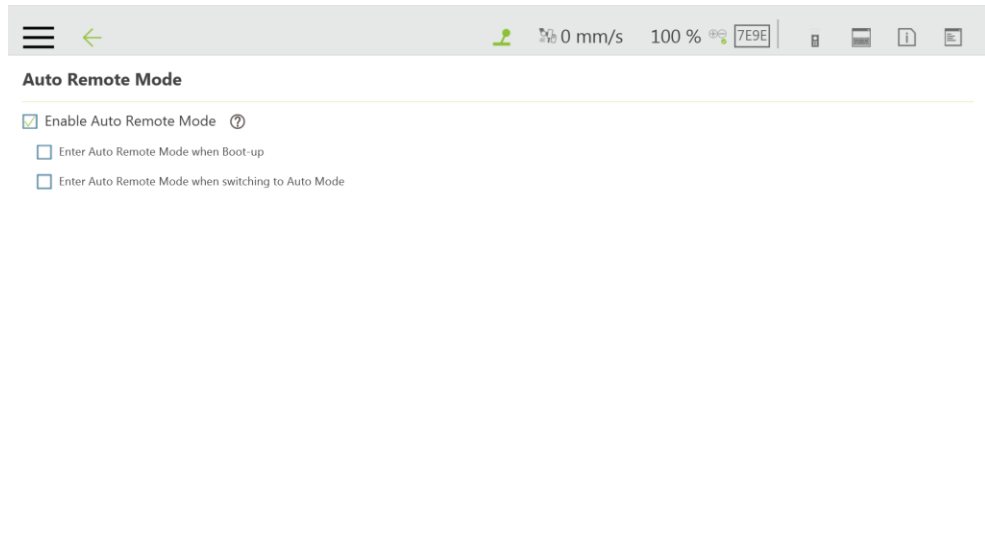 0 mm/s 100 % 7E9E
Auto Remote Mode
Enable Auto Remote Mode
Enter Auto Remote Mode when Boot-up
Enter Auto Remote Mode when switching to Auto Mode